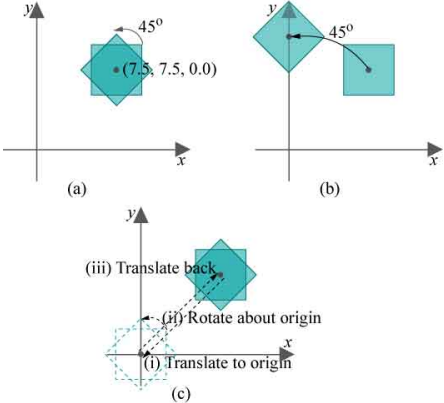 y
45°
(7.5, 7.5, 0.0)
x
(a)
y
45°
x
(b)
y
(iii) Translate back
(ii) Rotate about origin
x
(i) Translate to origin
(c)